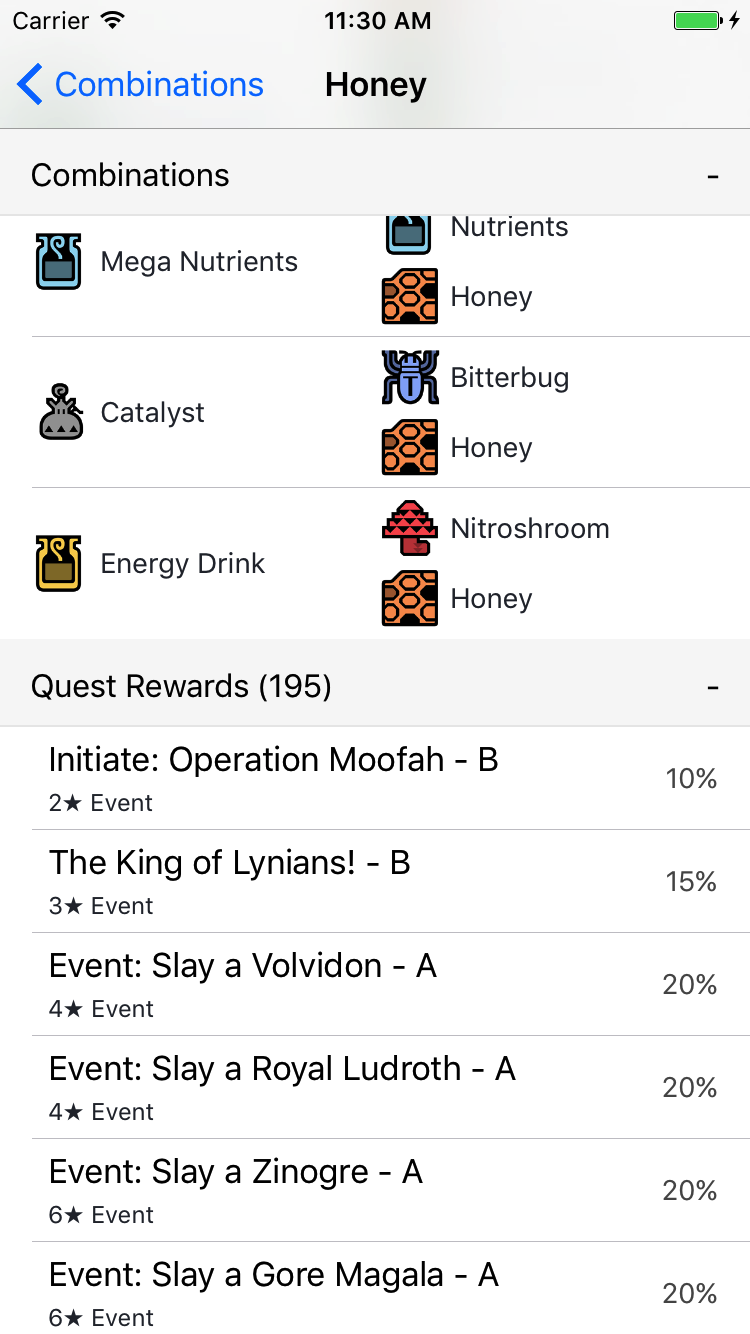 Carrier 11:30 AM
Combinations Honey
Combinations -
Nutrients
Mega Nutrients
Honey
Bitterbug
Catalyst
Honey
Nitroshroom
Energy Drink
Honey
Quest Rewards (195) -
Initiate: Operation Moofah - B
10%
2★ Event
The King of Lynians! - B
15%
3★ Event
Event: Slay a Volvidon - A
20%
4★ Event
Event: Slay a Royal Ludroth - A
20%
4★ Event
Event: Slay a Zinogre - A
20%
6★ Event
Event: Slay a Gore Magala - A
20%
6★ Event